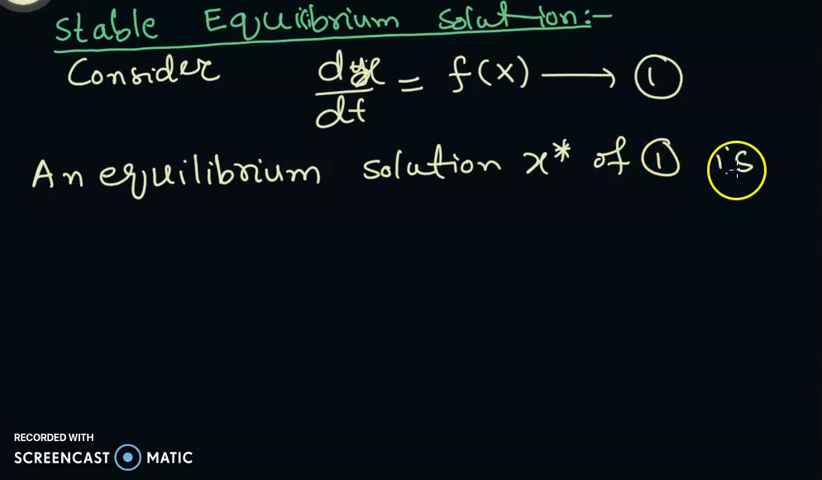 Stable Equilibrium Solution:-
Consider dx/dt = f(x) ⟶ ①
An equilibrium solution x* of ① is
RECORDED WITH
SCREENCAST MATIC